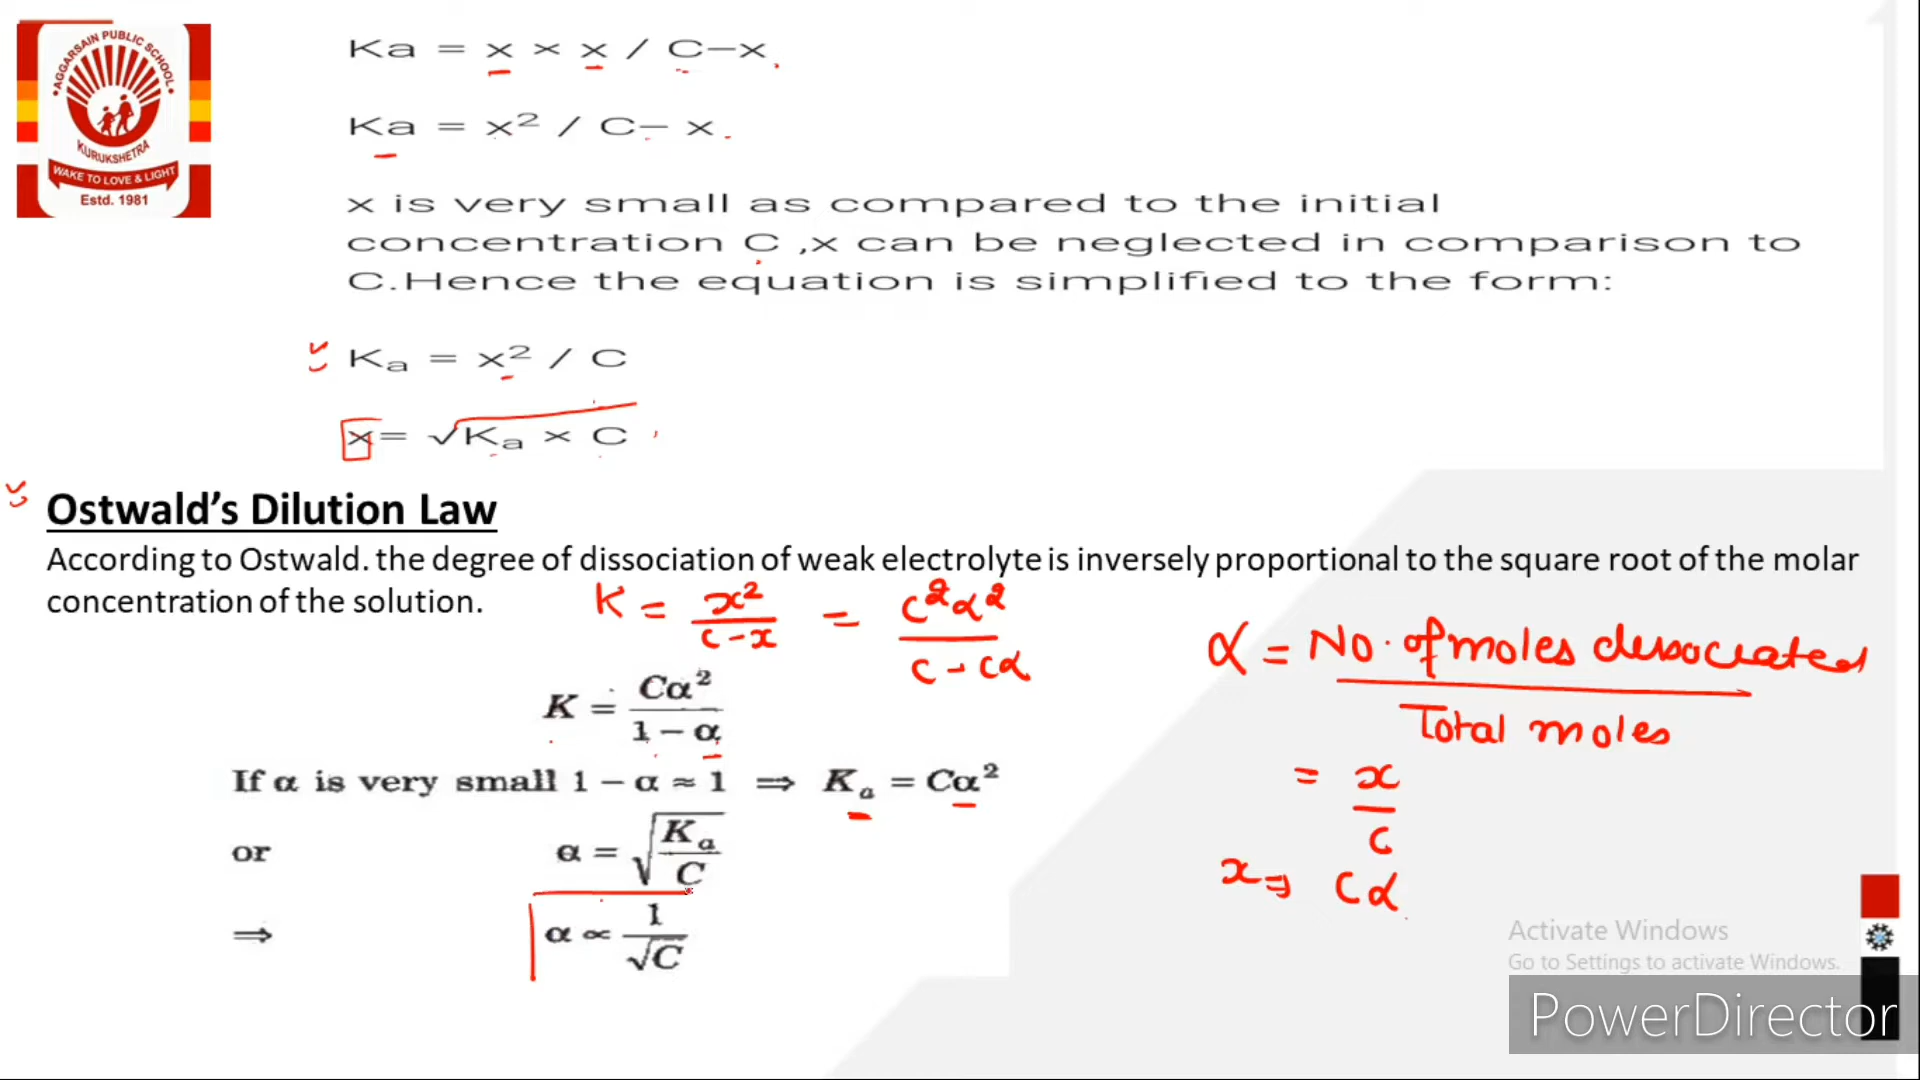 AGGARSAIN PUBLIC SCHOOL
KURUKSHETRA
WAKE TO LOVE & LIGHT
Estd. 1981
Ka = x × x / C−x
Ka = x² / C− x
x is very small as compared to the initial
concentration C ,x can be neglected in comparison to
C.Hence the equation is simplified to the form:
Kₐ = x² / C
x= √Kₐ × C
Ostwald's Dilution Law
According to Ostwald. the degree of dissociation of weak electrolyte is inversely proportional to the square root of the molar
concentration of the solution.
K = x²/(c-x) = c²α²/(c-cα)
K = Cα²/(1 − α)
If α is very small 1 − α ≈ 1 ⟹ Kₐ = Cα²
or α = √(Kₐ/C)
⟹ α ∝ 1/√C
α = No. of moles dissociated
Total moles
= x/c
x = cα
Activate Windows
Go to Settings to activate Windows.
PowerDirector